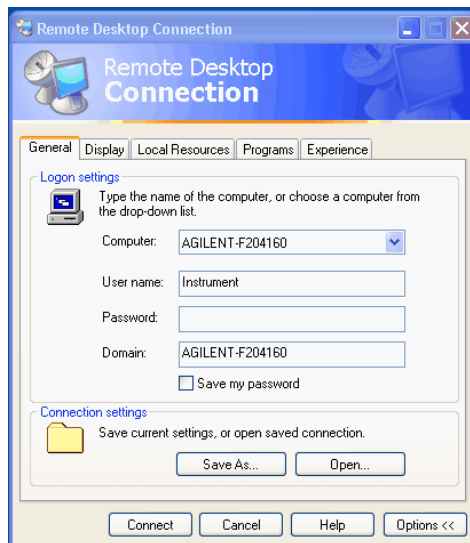 Remote Desktop Connection
Remote Desktop
Connection
General Display Local Resources Programs Experience
Logon settings
Type the name of the computer, or choose a computer from
the drop-down list.
Computer: AGILENT-F204160
User name: Instrument
Password:
Domain: AGILENT-F204160
Save my password
Connection settings
Save current settings, or open saved connection.
Save As... Open...
Connect Cancel Help Options <<